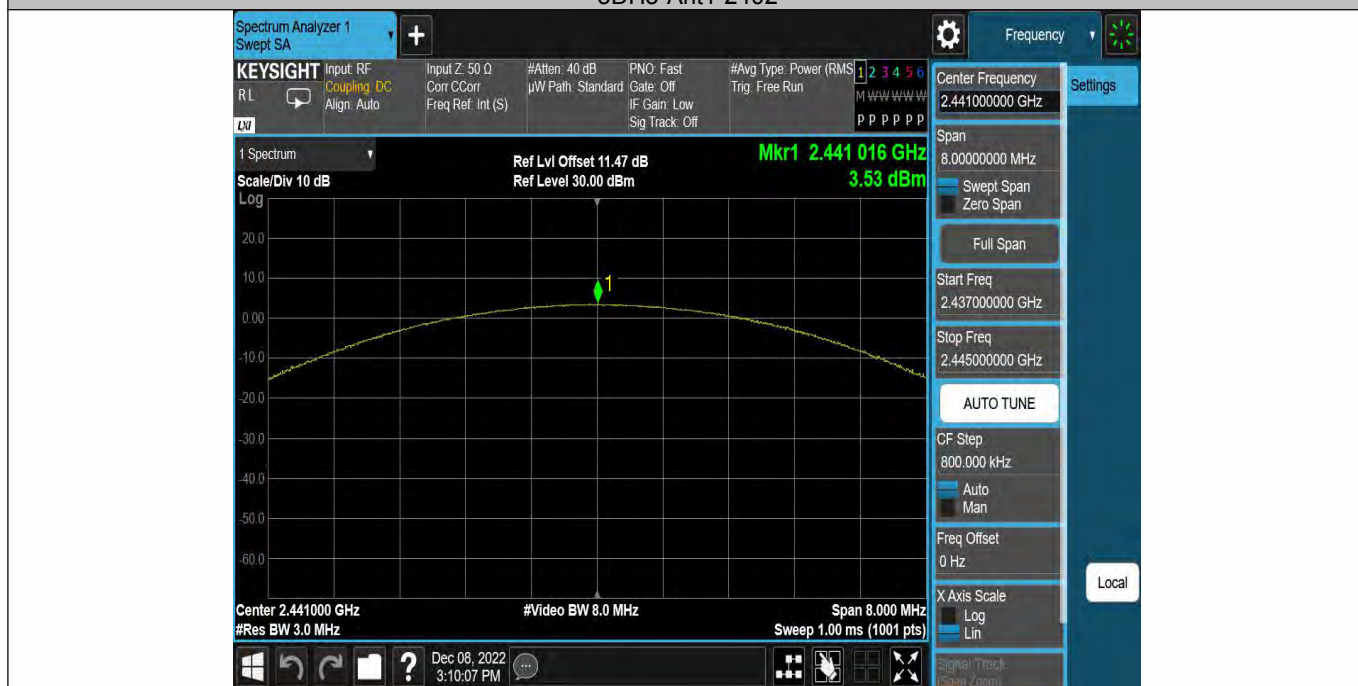 Spectrum Analyzer 1
Swept SA
+
Frequency
KEYSIGHT
RL
LXI
Input: RF
Coupling: DC
Align: Auto
Input Z: 50 Ω
Corr CCorr
Freq Ref: Int (S)
#Atten: 40 dB
µW Path: Standard
PNO: Fast
Gate: Off
IF Gain: Low
Sig Track: Off
#Avg Type: Power (RMS
Trig: Free Run
1 2 3 4 5 6
M W W W W W
P P P P P P
1 Spectrum
Scale/Div 10 dB
Log
Ref Lvl Offset 11.47 dB
Ref Level 30.00 dBm
Mkr1 2.441 016 GHz
3.53 dBm
20.0
10.0
0.00
-10.0
-20.0
-30.0
-40.0
-50.0
-60.0
1
Center 2.441000 GHz
#Res BW 3.0 MHz
#Video BW 8.0 MHz
Span 8.000 MHz
Sweep 1.00 ms (1001 pts)
Dec 08, 2022
3:10:07 PM
Center Frequency
2.441000000 GHz
Settings
Span
8.00000000 MHz
Swept Span
Zero Span
Full Span
Start Freq
2.437000000 GHz
Stop Freq
2.445000000 GHz
AUTO TUNE
CF Step
800.000 kHz
Auto
Man
Freq Offset
0 Hz
X Axis Scale
Log
Lin
Local
Signal Track
(Span Zoom)